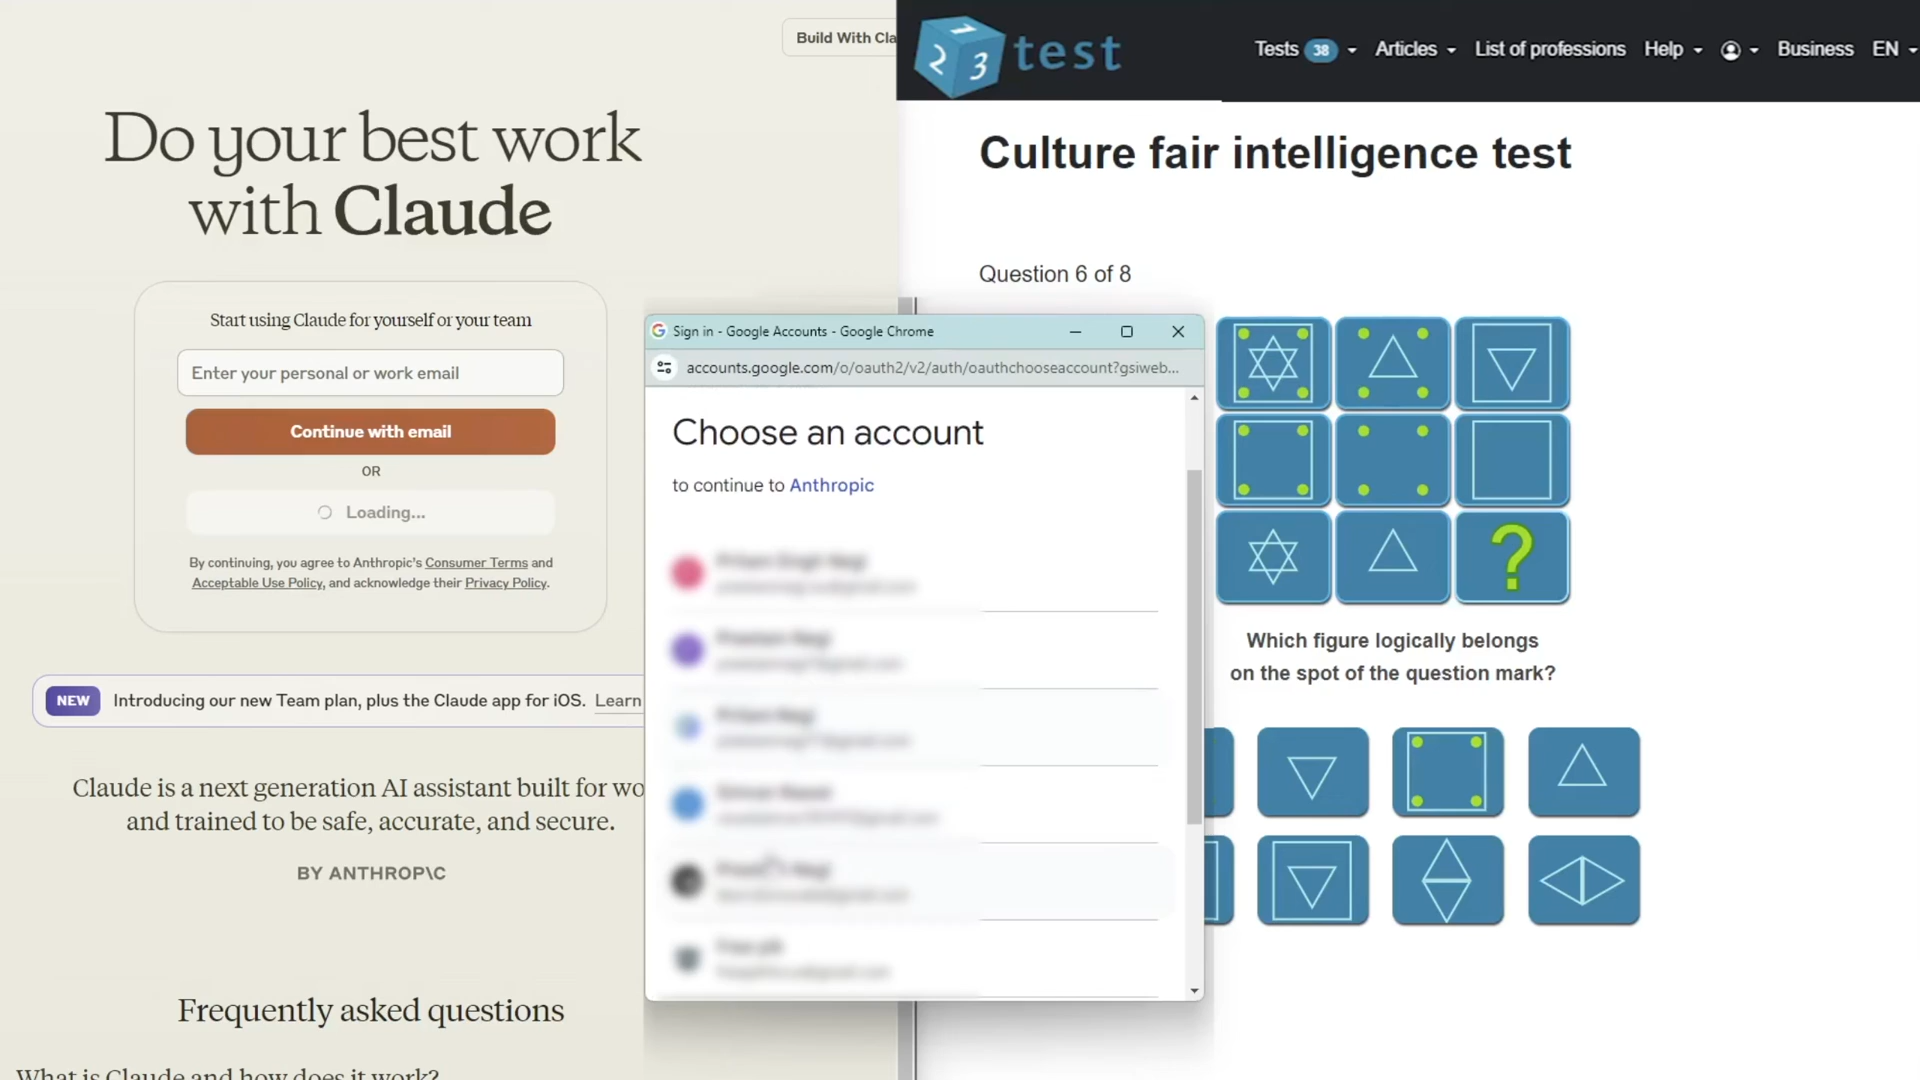 Build With Cla
Do your best work
with Claude
Start using Claude for yourself or your team
Enter your personal or work email
Continue with email
OR
Loading...
By continuing, you agree to Anthropic's Consumer Terms and
Acceptable Use Policy, and acknowledge their Privacy Policy.
NEW Introducing our new Team plan, plus the Claude app for iOS. Learn
Claude is a next generation AI assistant built for wo
and trained to be safe, accurate, and secure.
BY ANTHROP\C
Frequently asked questions
What is Claude and how does it work?
Sign in - Google Accounts - Google Chrome
accounts.google.com/o/oauth2/v2/auth/oauthchooseaccount?gsiweb...
Choose an account
to continue to Anthropic
123 test
Tests 38 Articles List of professions Help Business EN
Culture fair intelligence test
Question 6 of 8
?
Which figure logically belongs
on the spot of the question mark?